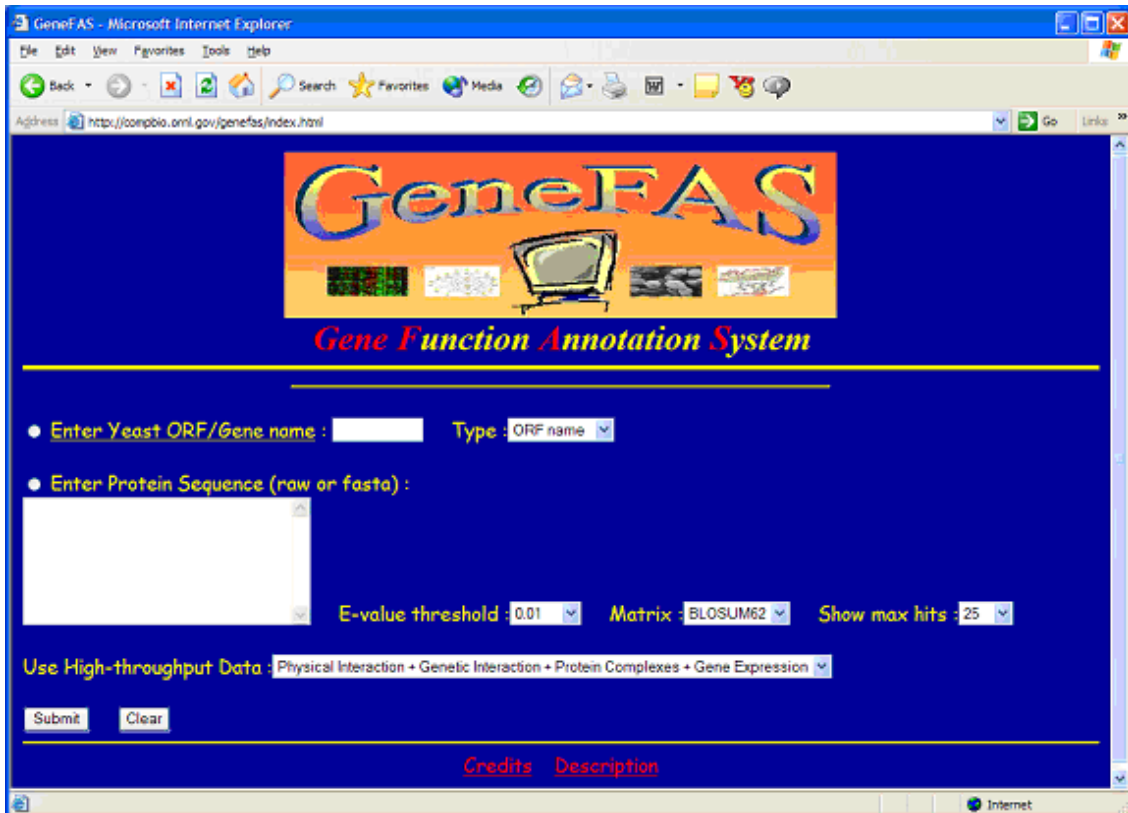 GeneFAS - Microsoft Internet Explorer
File Edit View Favorites Tools Help
Back Search Favorites Media
Address http://compbio.ornl.gov/genefas/index.html Go Links »
GeneFAS
Gene Function Annotation System
Enter Yeast ORF/Gene name : Type : ORF name
Enter Protein Sequence (raw or fasta) :
E-value threshold : 0.01 Matrix : BLOSUM62 Show max hits : 25
Use High-throughput Data : Physical Interaction + Genetic Interaction + Protein Complexes + Gene Expression
Submit Clear
Credits Description
Internet